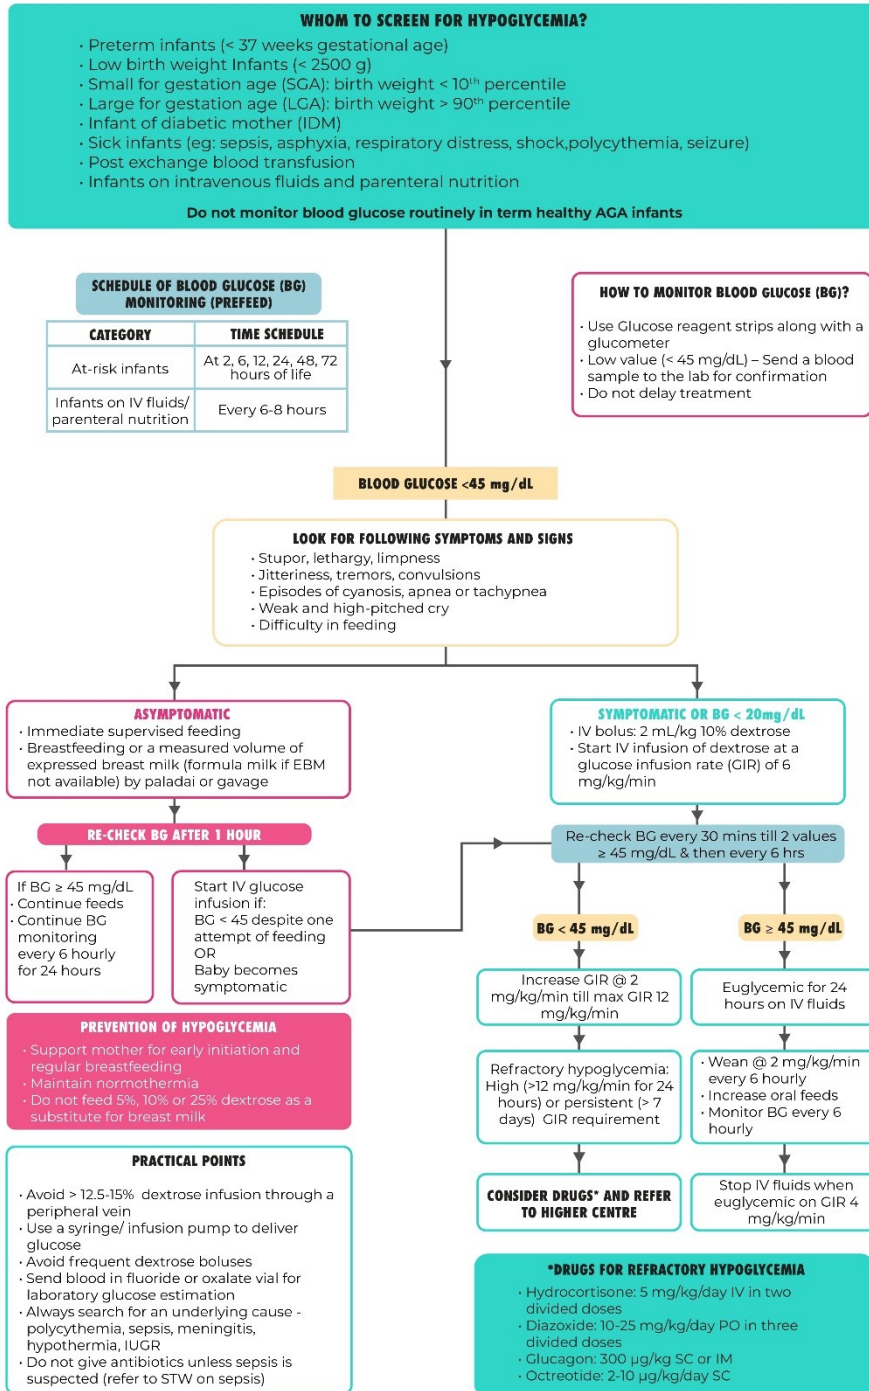 WHOM TO SCREEN FOR HYPOGLYCEMIA?
· Preterm infants (< 37 weeks gestational age)
· Low birth weight Infants (< 2500 g)
· Small for gestation age (SGA): birth weight < 10th percentile
· Large for gestation age (LGA): birth weight > 90th percentile
· Infant of diabetic mother (IDM)
· Sick infants (eg: sepsis, asphyxia, respiratory distress, shock,polycythemia, seizure)
· Post exchange blood transfusion
· Infants on intravenous fluids and parenteral nutrition
Do not monitor blood glucose routinely in term healthy AGA infants
SCHEDULE OF BLOOD GLUCOSE (BG)
MONITORING (PREFEED)
CATEGORY
TIME SCHEDULE
At-risk infants
At 2, 6, 12, 24, 48, 72
hours of life
Infants on IV fluids/
parenteral nutrition
Every 6-8 hours
HOW TO MONITOR BLOOD GLUCOSE (BG)?
· Use Glucose reagent strips along with a
glucometer
· Low value (< 45 mg/dL) – Send a blood
sample to the lab for confirmation
· Do not delay treatment
BLOOD GLUCOSE <45 mg/dL
LOOK FOR FOLLOWING SYMPTOMS AND SIGNS
· Stupor, lethargy, limpness
· Jitteriness, tremors, convulsions
· Episodes of cyanosis, apnea or tachypnea
· Weak and high-pitched cry
· Difficulty in feeding
ASYMPTOMATIC
· Immediate supervised feeding
· Breastfeeding or a measured volume of
expressed breast milk (formula milk if EBM
not available) by paladai or gavage
RE-CHECK BG AFTER 1 HOUR
If BG ≥ 45 mg/dL
· Continue feeds
· Continue BG
monitoring
every 6 hourly
for 24 hours
Start IV glucose
infusion if:
BG < 45 despite one
attempt of feeding
OR
Baby becomes
symptomatic
SYMPTOMATIC OR BG < 20mg/dL
· IV bolus: 2 mL/kg 10% dextrose
· Start IV infusion of dextrose at a
glucose infusion rate (GIR) of 6
mg/kg/min
Re-check BG every 30 mins till 2 values
≥ 45 mg/dL & then every 6 hrs
BG < 45 mg/dL
Increase GIR @ 2
mg/kg/min till max GIR 12
mg/kg/min
Refractory hypoglycemia:
High (>12 mg/kg/min for 24
hours) or persistent (> 7
days) GIR requirement
CONSIDER DRUGS* AND REFER
TO HIGHER CENTRE
BG ≥ 45 mg/dL
Euglycemic for 24
hours on IV fluids
· Wean @ 2 mg/kg/min
every 6 hourly
· Increase oral feeds
· Monitor BG every 6
hourly
Stop IV fluids when
euglycemic on GIR 4
mg/kg/min
PREVENTION OF HYPOGLYCEMIA
· Support mother for early initiation and
regular breastfeeding
· Maintain normothermia
· Do not feed 5%, 10% or 25% dextrose as a
substitute for breast milk
PRACTICAL POINTS
· Avoid > 12.5-15% dextrose infusion through a
peripheral vein
· Use a syringe/ infusion pump to deliver
glucose
· Avoid frequent dextrose boluses
· Send blood in fluoride or oxalate vial for
laboratory glucose estimation
· Always search for an underlying cause -
polycythemia, sepsis, meningitis,
hypothermia, IUGR
· Do not give antibiotics unless sepsis is
suspected (refer to STW on sepsis)
*DRUGS FOR REFRACTORY HYPOGLYCEMIA
· Hydrocortisone: 5 mg/kg/day IV in two
divided doses
· Diazoxide: 10-25 mg/kg/day PO in three
divided doses
· Glucagon: 300 µg/kg SC or IM
· Octreotide: 2-10 µg/kg/day SC